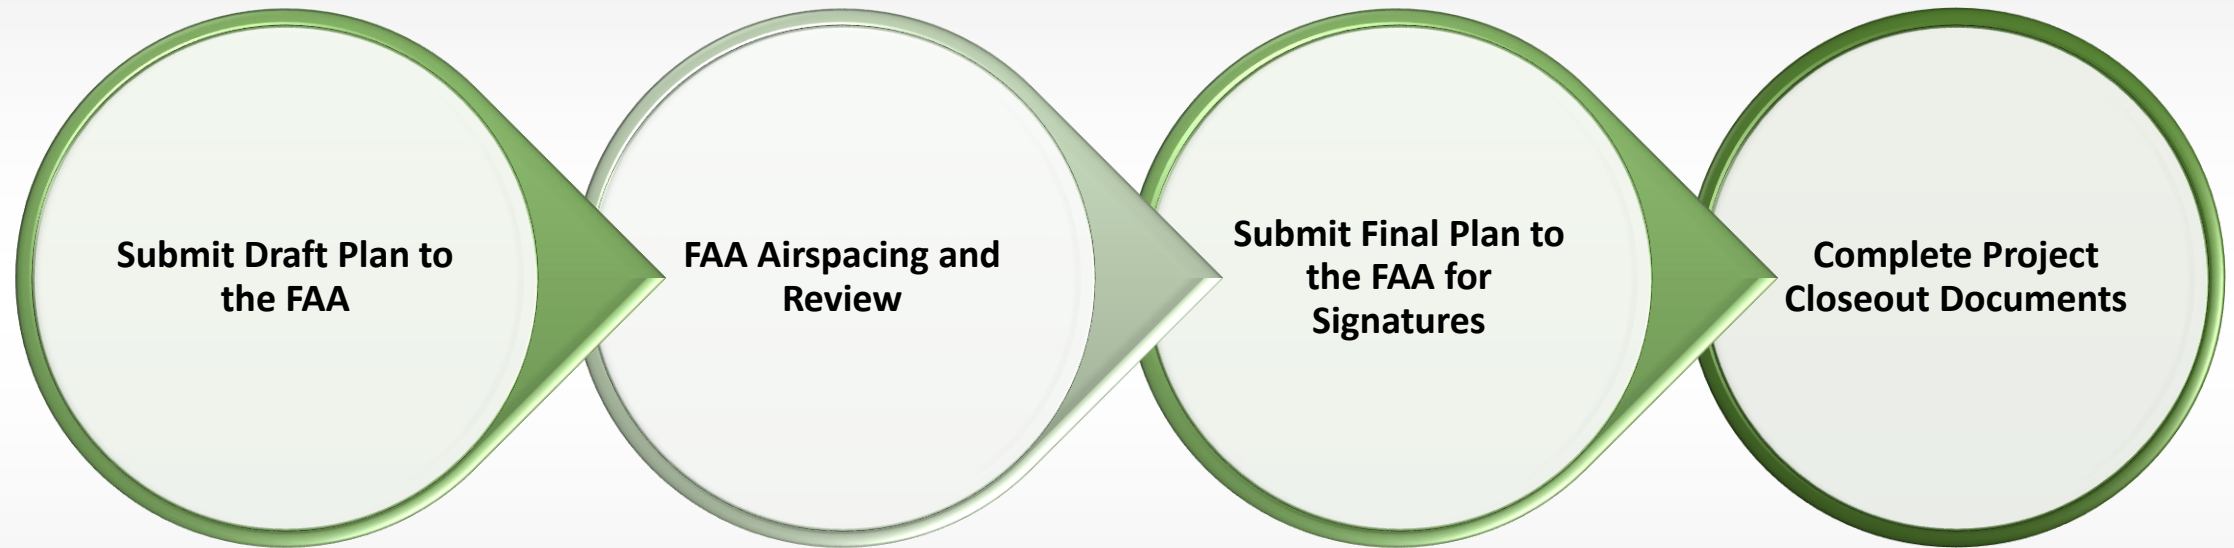 Submit Draft Plan to
the FAA
FAA Airspacing and
Review
Submit Final Plan to
the FAA for
Signatures
Complete Project
Closeout Documents